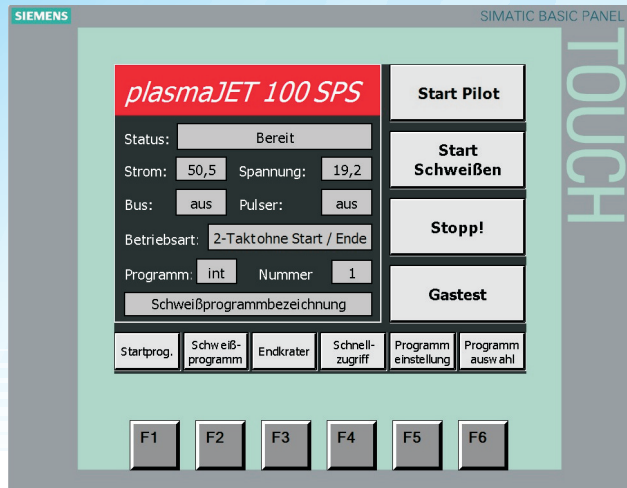 SIEMENS
SIMATIC BASIC PANEL
TOUCH
plasmaJET 100 SPS
Status: Bereit
Strom: 50,5 Spannung: 19,2
Bus: aus Pulser: aus
Betriebsart: 2-Taktohne Start / Ende
Programm: int Nummer 1
Schweißprogrammbezeichnung
Start Pilot
Start
Schweißen
Stopp!
Gastest
Startprog.
Schweiß-
programm
Endkrater
Schnell-
zugriff
Programm
einstellung
Programm
auswahl
F1 F2 F3 F4 F5 F6